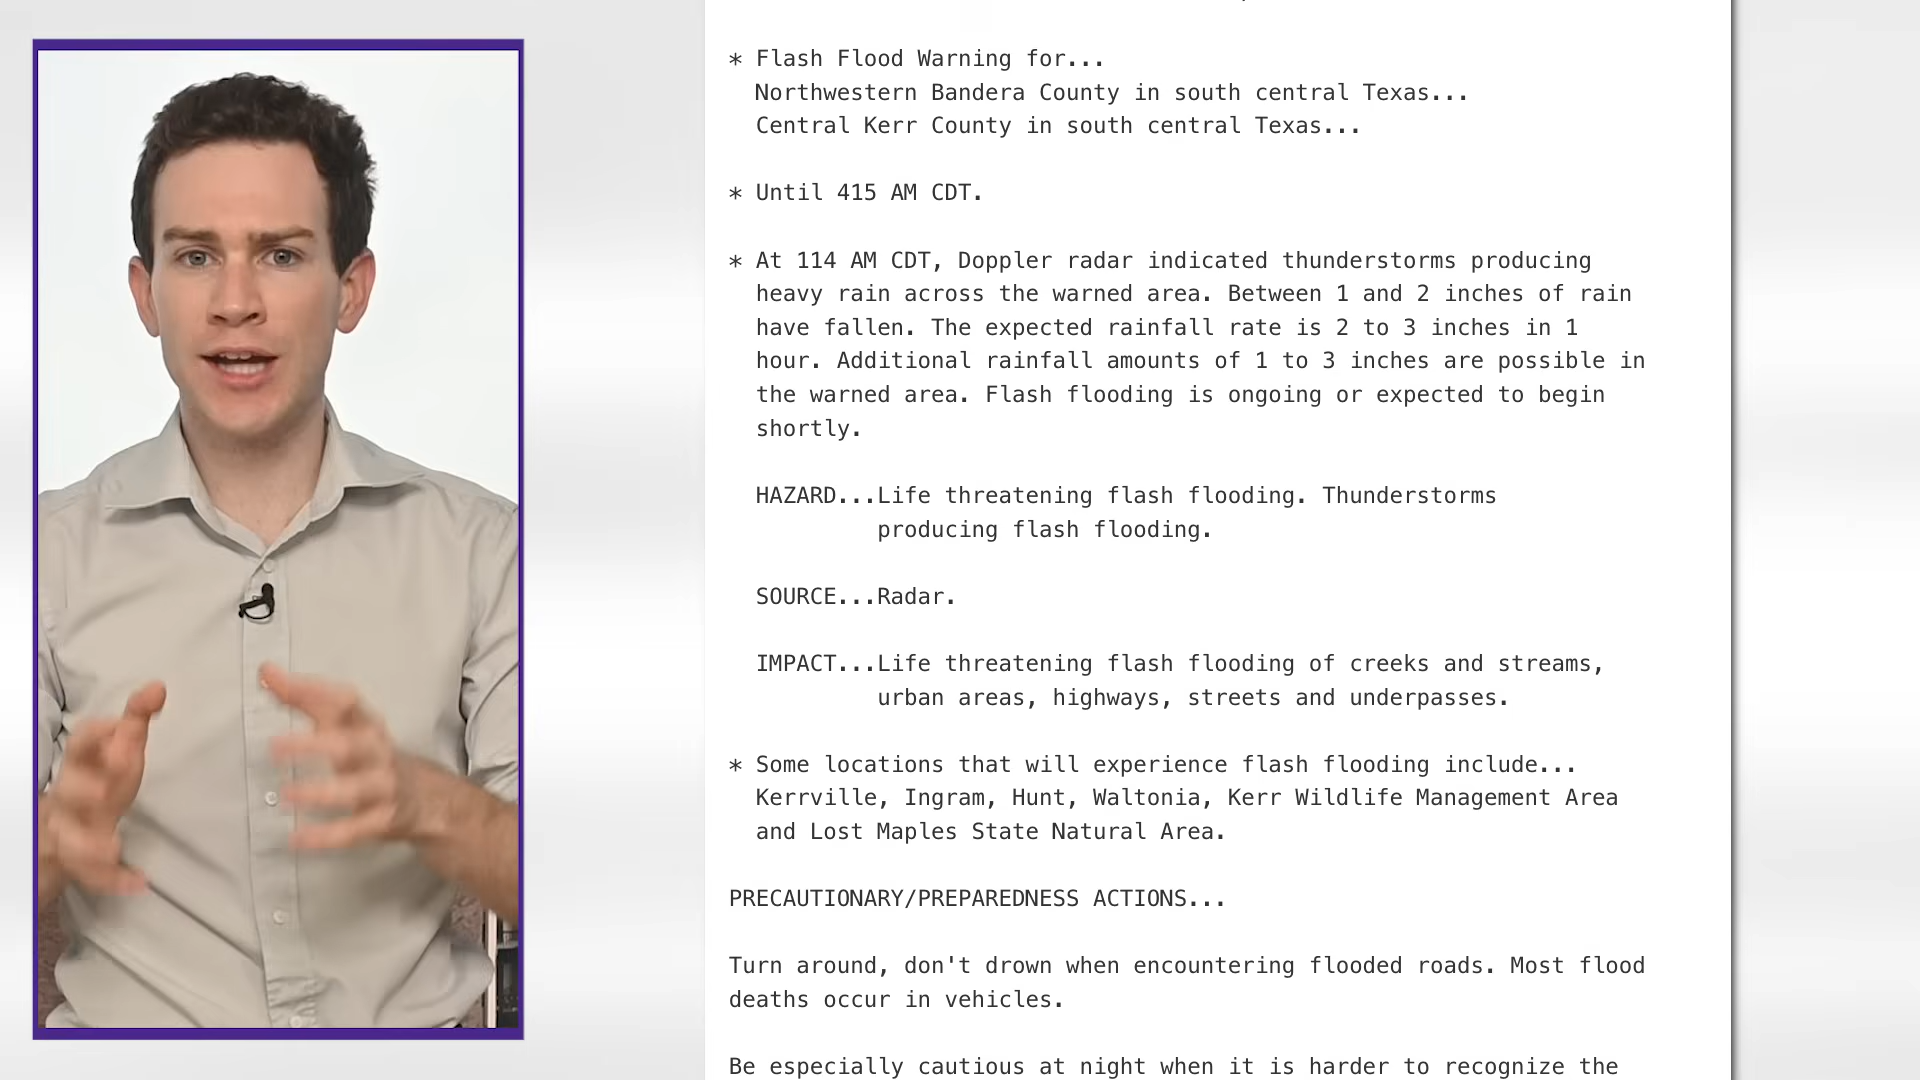 * Flash Flood Warning for...
Northwestern Bandera County in south central Texas...
Central Kerr County in south central Texas...
* Until 415 AM CDT.
* At 114 AM CDT, Doppler radar indicated thunderstorms producing
heavy rain across the warned area. Between 1 and 2 inches of rain
have fallen. The expected rainfall rate is 2 to 3 inches in 1
hour. Additional rainfall amounts of 1 to 3 inches are possible in
the warned area. Flash flooding is ongoing or expected to begin
shortly.
HAZARD...Life threatening flash flooding. Thunderstorms
producing flash flooding.
SOURCE...Radar.
IMPACT...Life threatening flash flooding of creeks and streams,
urban areas, highways, streets and underpasses.
* Some locations that will experience flash flooding include...
Kerrville, Ingram, Hunt, Waltonia, Kerr Wildlife Management Area
and Lost Maples State Natural Area.
PRECAUTIONARY/PREPAREDNESS ACTIONS...
Turn around, don't drown when encountering flooded roads. Most flood
deaths occur in vehicles.
Be especially cautious at night when it is harder to recognize the